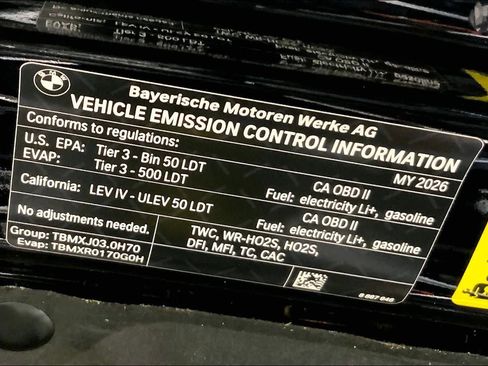 BMW
Bayerische Motoren Werke AG
VEHICLE EMISSION CONTROL INFORMATION
Conforms to regulations: MY 2026
U.S. EPA: Tier 3 - Bin 50 LDT CA OBD II
EVAP: Tier 3 - 500 LDT Fuel: electricity Li+, gasoline
California: LEV IV - ULEV 50 LDT CA OBD II
Fuel: electricity Li+, gasoline
No adjustments needed. TWC, WR-HO2S, HO2S,
Group: TBMXJ03.0H70 DFI, MFI, TC, CAC
Evap: TBMXR0170G0H